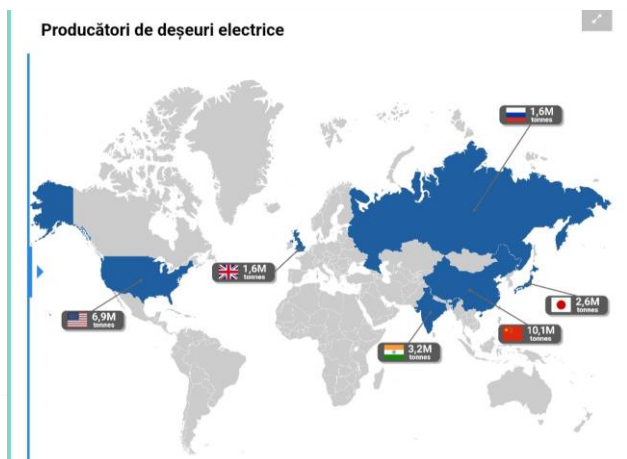 Producători de deșeuri electrice
1,6M
tonnes
1,6M
tonnes
6,9M
tonnes
2,6M
tonnes
10,1M
tonnes
3,2M
tonnes